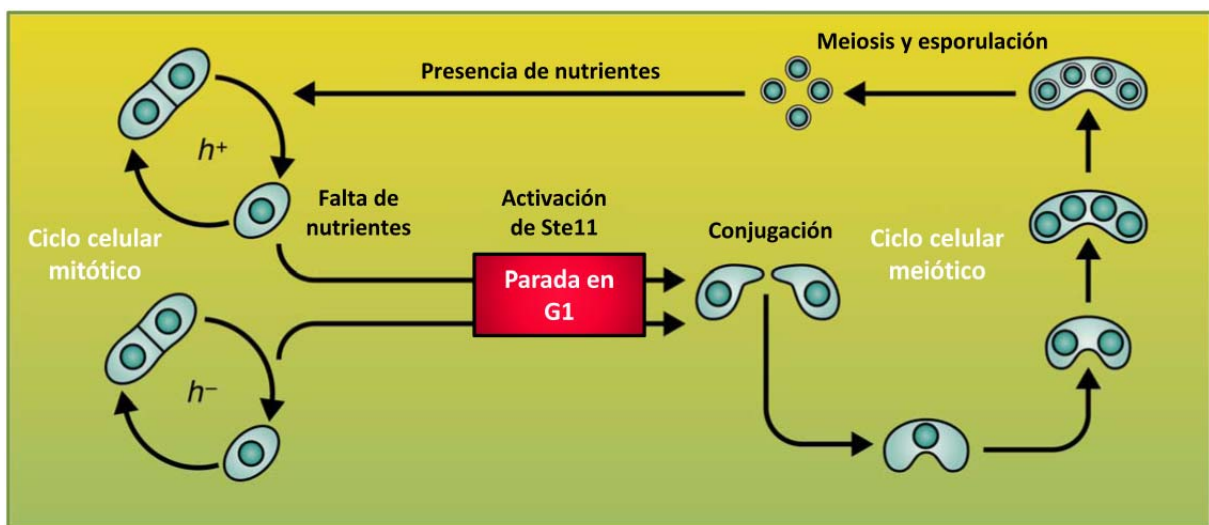 Meiosis y esporulación
Presencia de nutrientes
h+
Falta de
nutrientes
Activación
de Ste11
Ciclo celular
mitótico
Conjugación
Ciclo celular
meiótico
Parada en
G1
h−